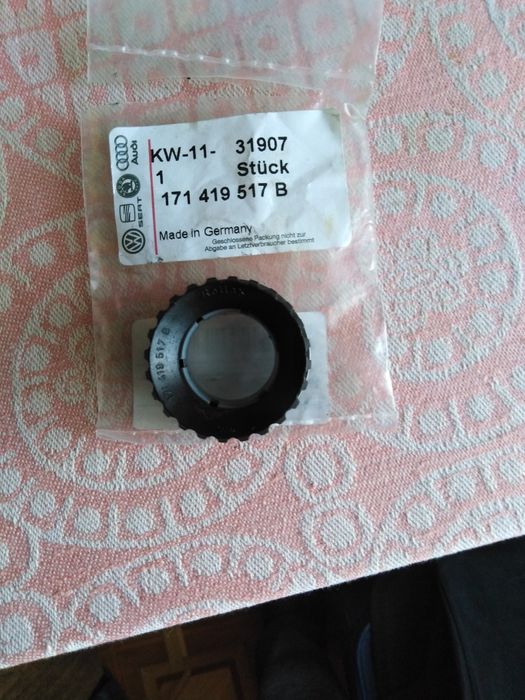 Audi
SEAT
KW-11- 31907
1 Stück
171 419 517 B
Made in Germany
Geschlossene Packung nicht zur
Abgabe an Letztverbraucher bestimmt
419 517 B